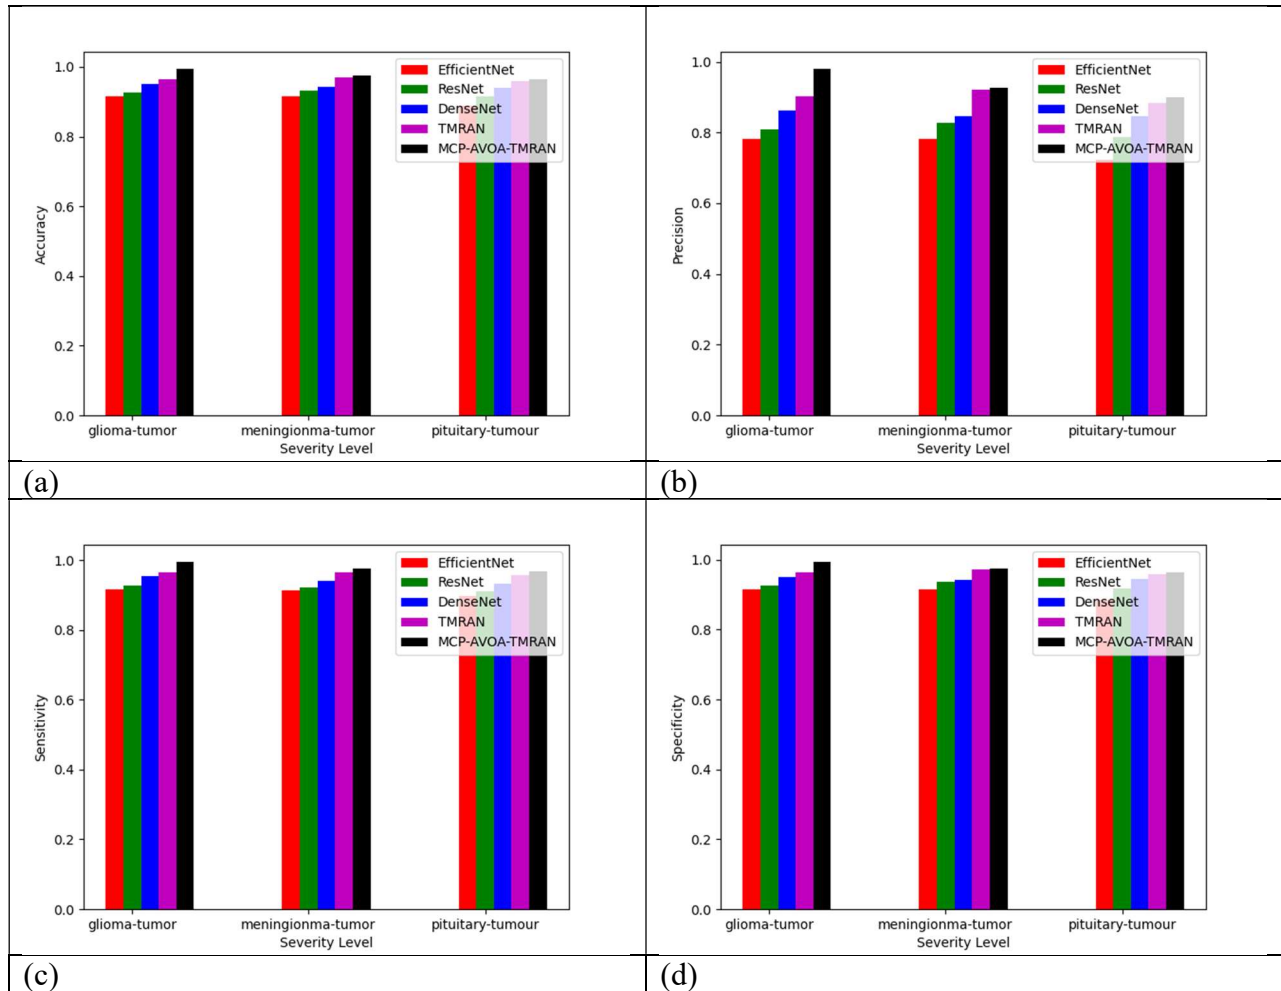 1.0
0.8
0.6
0.4
0.2
0.0
Accuracy
EfficientNet
ResNet
DenseNet
TMRAN
MCP-AVOA-TMRAN
glioma-tumor meningionma-tumor pituitary-tumour
Severity Level
(a)
1.0
0.8
0.6
0.4
0.2
0.0
Precision
EfficientNet
ResNet
DenseNet
TMRAN
MCP-AVOA-TMRAN
glioma-tumor meningionma-tumor pituitary-tumour
Severity Level
(b)
1.0
0.8
0.6
0.4
0.2
0.0
Sensitivity
EfficientNet
ResNet
DenseNet
TMRAN
MCP-AVOA-TMRAN
glioma-tumor meningionma-tumor pituitary-tumour
Severity Level
(c)
1.0
0.8
0.6
0.4
0.2
0.0
Specificity
EfficientNet
ResNet
DenseNet
TMRAN
MCP-AVOA-TMRAN
glioma-tumor meningionma-tumor pituitary-tumour
Severity Level
(d)